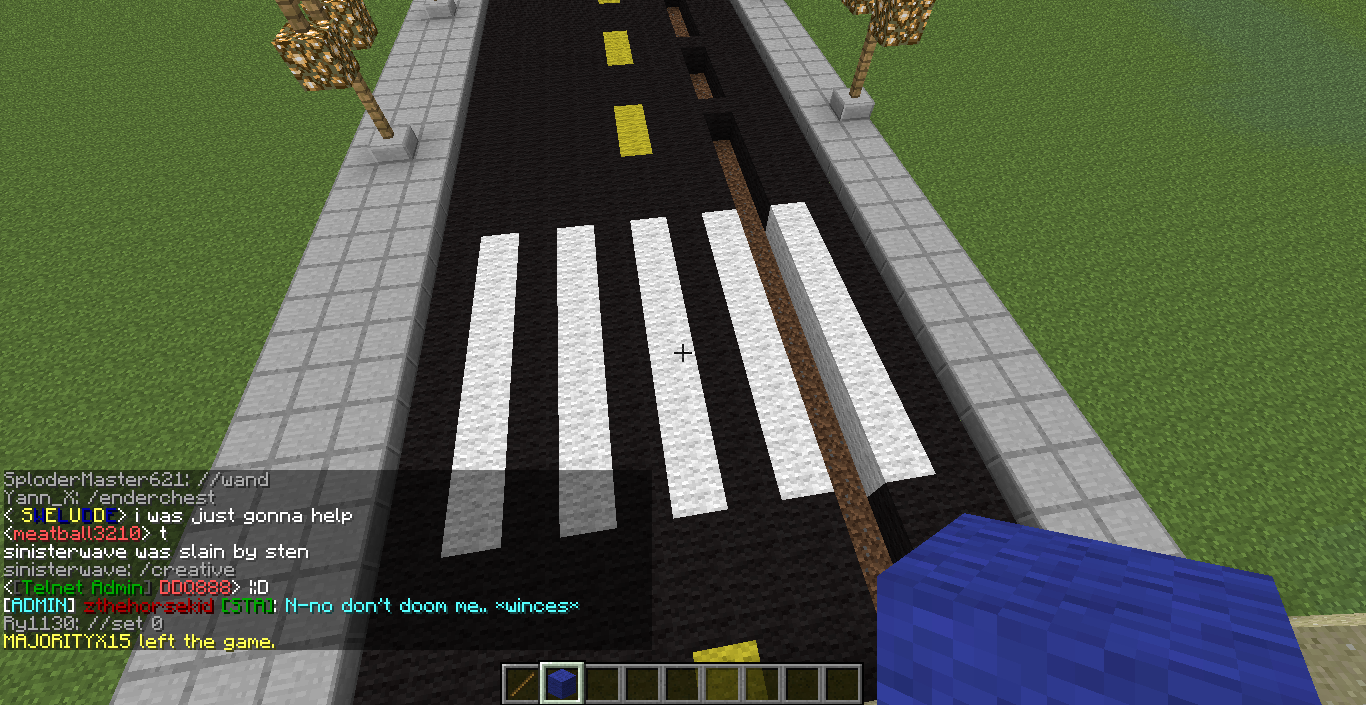 SploderMaster621: //wand
Yann_X: /enderchest
< SWELUDDE> i was just gonna help
<meatball3210> t
sinisterwave was slain by sten
sinisterwave: /creative
<[Telnet Admin] DDQ888> ¦:D
[ADMIN] zthehorsekid [STA]: N-no don't doom me.. *winces*
Ry1130: //set 0
MAJORITYX15 left the game.